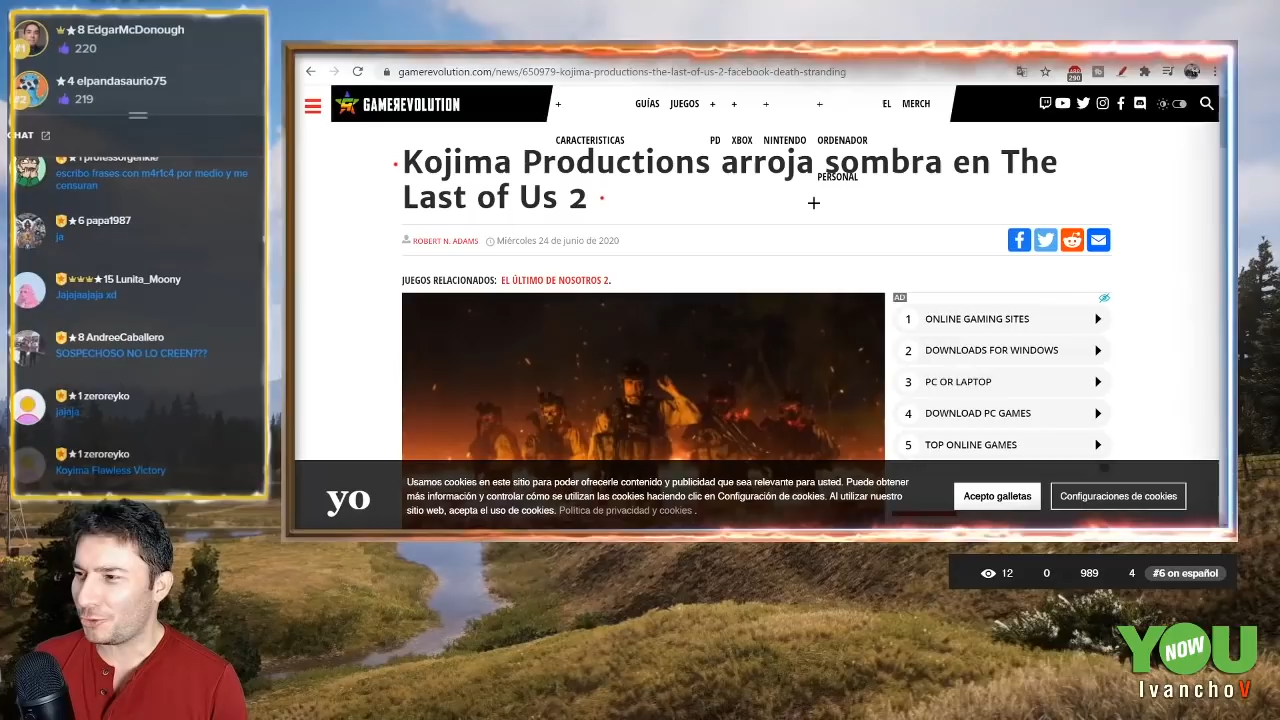 #1
★8 EdgarMcDonough
220
#2
★4 elpandasaurio75
219
CHAT
★1 professorgenkie
escribo frases con m4r1c4 por medio y me
censuran
★6 papa1987
ja
★15 Lunita_Moony
Jajajaajaja xd
★8 AndreeCaballero
SOSPECHOSO NO LO CREEN???
★1 zeroreyko
jajaja
★1 zeroreyko
Koyima Flawless Victory
gamerevolution.com/news/650979-kojima-productions-the-last-of-us-2-facebook-death-stranding
290
GAMEREVOLUTION
+ GUÍAS JUEGOS + + + + EL MERCH
CARACTERISTICAS PD XBOX NINTENDO ORDENADOR
PERSONAL
Kojima Productions arroja sombra en The
Last of Us 2
ROBERT N. ADAMS Miércoles 24 de junio de 2020
JUEGOS RELACIONADOS: EL ÚLTIMO DE NOSOTROS 2.
AD
1 ONLINE GAMING SITES
2 DOWNLOADS FOR WINDOWS
3 PC OR LAPTOP
4 DOWNLOAD PC GAMES
5 TOP ONLINE GAMES
yo
Usamos cookies en este sitio para poder ofrecerle contenido y publicidad que sea relevante para usted. Puede obtener
más información y controlar cómo se utilizan las cookies haciendo clic en Configuración de cookies. Al utilizar nuestro
sitio web, acepta el uso de cookies. Política de privacidad y cookies .
Acepto galletas
Configuraciones de cookies
12 0 989 4 #6 on español
YOU
NOW
IvanchoV